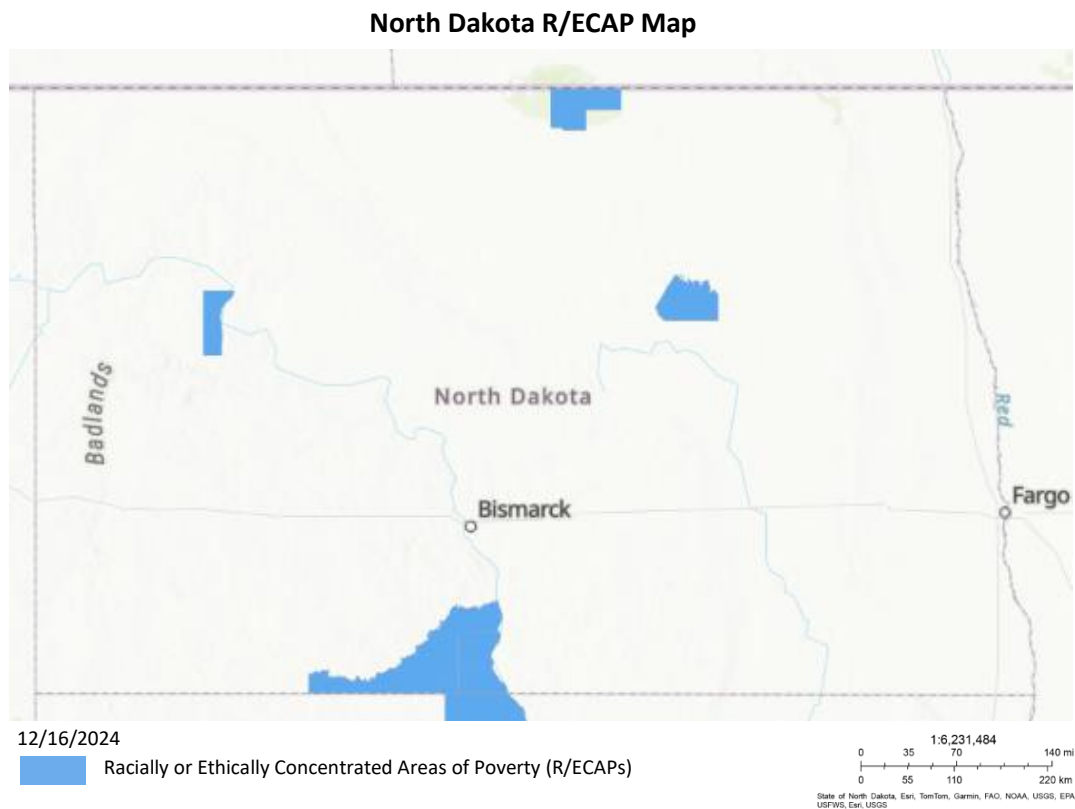 North Dakota R/ECAP Map
Badlands
North Dakota
Red
Bismarck
Fargo
12/16/2024
Racially or Ethically Concentrated Areas of Poverty (R/ECAPs)
1:6,231,484
0 35 70 140 mi
0 55 110 220 km
State of North Dakota, Esri, TomTom, Garmin, FAO, NOAA, USGS, EPA,
USFWS, Esri, USGS